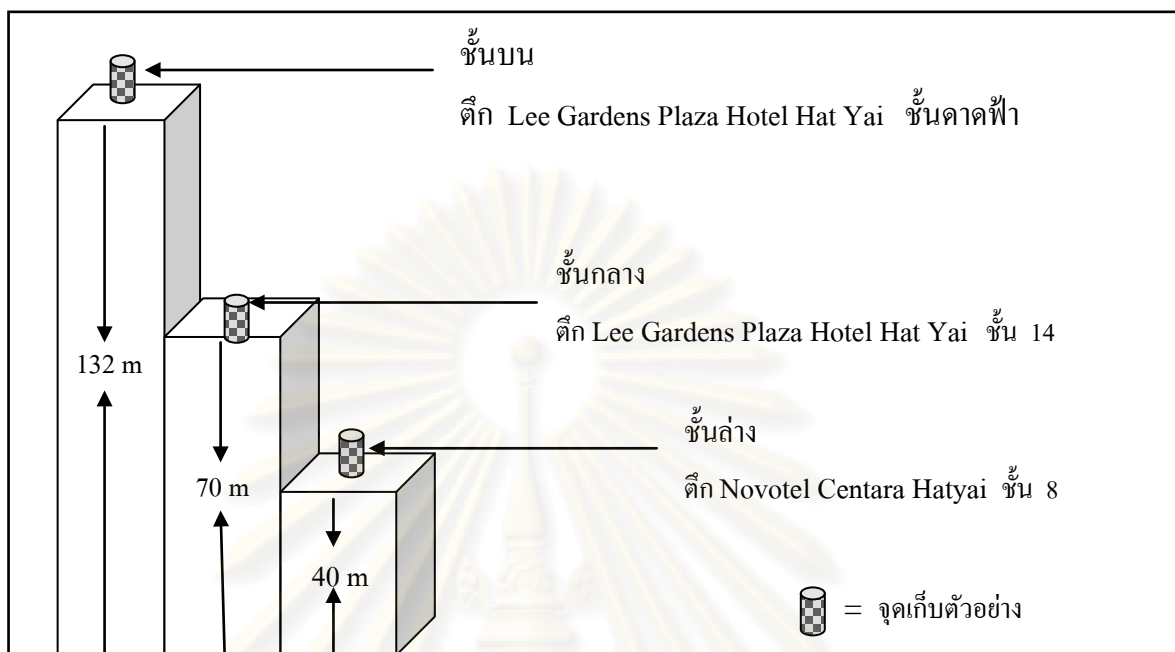 ชั้นบน
ตึก Lee Gardens Plaza Hotel Hat Yai ชั้นดาดฟ้า
ชั้นกลาง
ตึก Lee Gardens Plaza Hotel Hat Yai ชั้น 14
132 m
ชั้นล่าง
70 m
ตึก Novotel Centara Hatyai ชั้น 8
40 m
= จุดเก็บตัวอย่าง